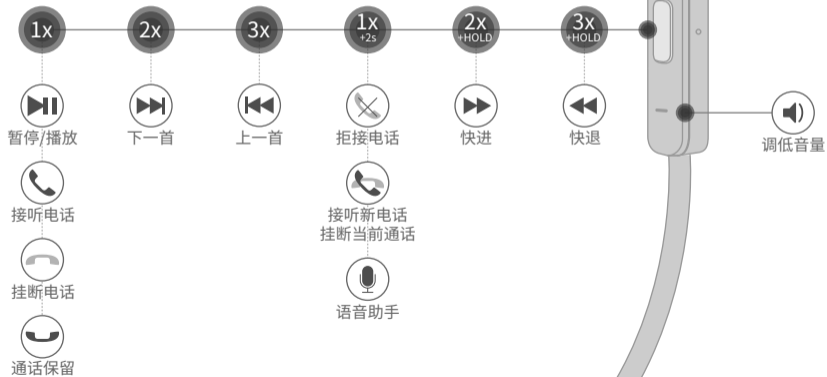 1x
2x
3x
1x
+2s
2x
+HOLD
3x
+HOLD
暂停/播放
下一首
上一首
拒接电话
快进
快退
调低音量
接听电话
接听新电话
挂断当前通话
挂断电话
语音助手
通话保留